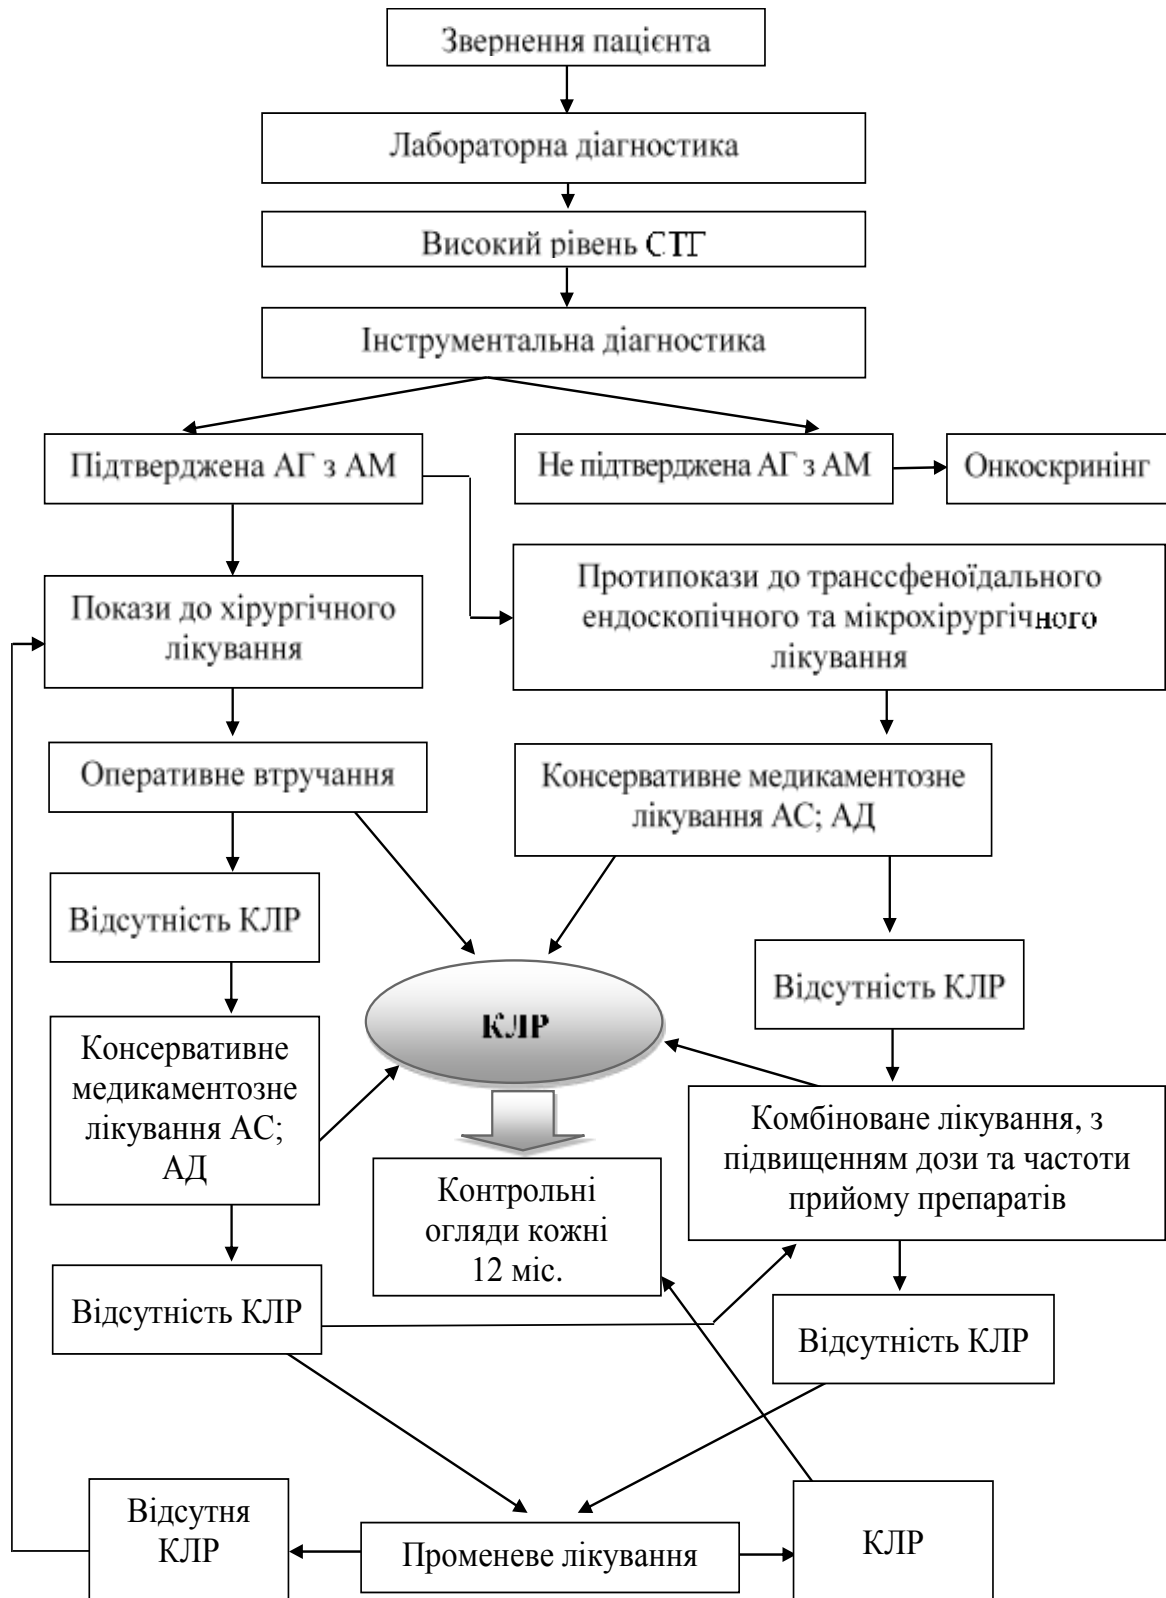 Звернення пацієнта
Лабораторна діагностика
Високий рівень СТГ
Інструментальна діагностика
Підтверджена АГ з АМ
Не підтверджена АГ з АМ
Онкоскринінг
Покази до хірургічного
лікування
Протипокази до транссфеноїдального
ендоскопічного та мікрохірургічного
лікування
Оперативне втручання
Консервативне медикаментозне
лікування АС; АД
Відсутність КЛР
Відсутність КЛР
КЛР
Консервативне
медикаментозне
лікування АС;
АД
Комбіноване лікування, з
підвищенням дози та частоти
прийому препаратів
Контрольні
огляди кожні
12 міс.
Відсутність КЛР
Відсутність КЛР
Відсутня
КЛР
Променеве лікування
КЛР